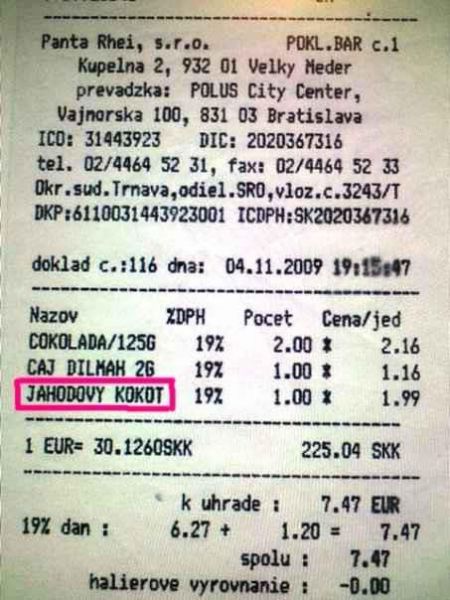 Panta Rhei, s.r.o. POKL.BAR c.1
Kupelna 2, 932 01 Velky Meder
prevadzka: POLUS City Center,
Vajnorska 100, 831 03 Bratislava
ICO: 31443923 DIC: 2020367316
tel. 02/4464 52 31, fax: 02/4464 52 33
Okr.sud.Trnava,odiel.SRO,vloz.c.3243/T
DKP:6110031443923001 ICDPH:SK2020367316
doklad c.:116 dna: 04.11.2009 19:15:47
Nazov %DPH Pocet Cena/jed
COKOLADA/125G 19% 2.00 * 2.16
CAJ DILMAH 2G 19% 1.00 * 1.16
JAHODOVY KOKOT 19% 1.00 * 1.99
1 EUR= 30.1260SKK 225.04 SKK
k uhrade : 7.47 EUR
19% dan : 6.27 + 1.20 = 7.47
spolu : 7.47
halierove vyrovnanie : -0.00